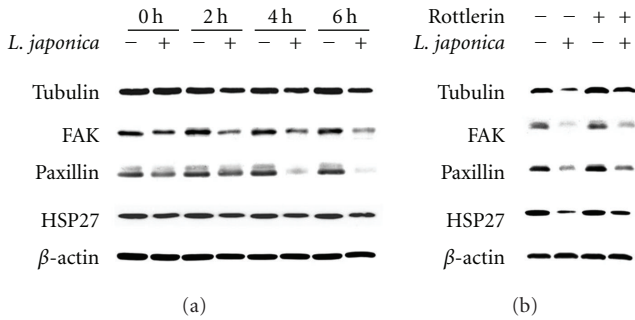 0 h 2 h 4 h 6 h
L. japonica − + − + − + − +
Tubulin
FAK
Paxillin
HSP27
β-actin
(a)
Rottlerin − − + +
L. japonica − + − +
Tubulin
FAK
Paxillin
HSP27
β-actin
(b)